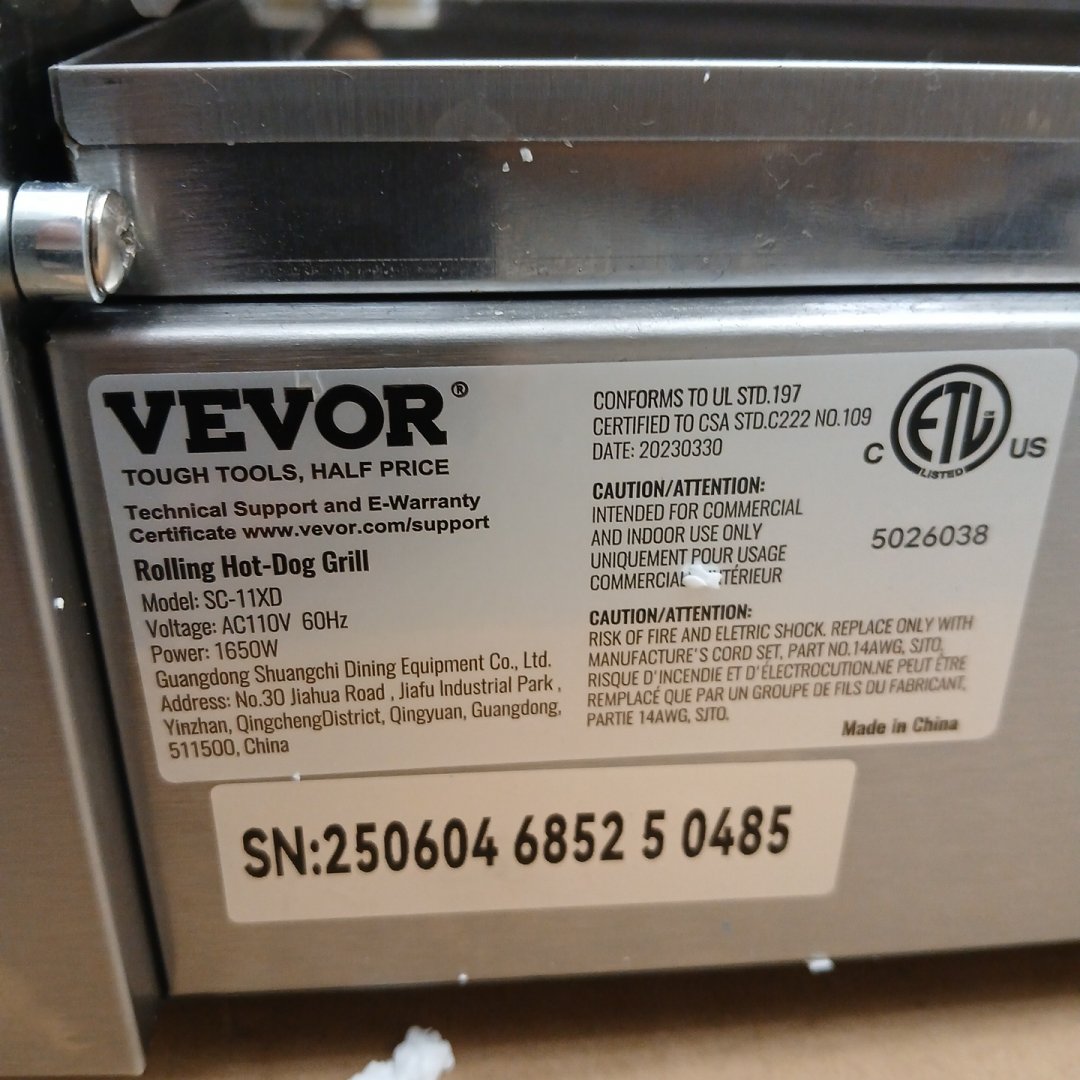 VEVOR®
TOUGH TOOLS, HALF PRICE
Technical Support and E-Warranty
Certificate www.vevor.com/support
Rolling Hot-Dog Grill
Model: SC-11XD
Voltage: AC110V 60Hz
Power: 1650W
Guangdong Shuangchi Dining Equipment Co., Ltd.
Address: No.30 Jiahua Road , Jiafu Industrial Park ,
Yinzhan, QingchengDistrict, Qingyuan, Guangdong,
511500, China
CONFORMS TO UL STD.197
CERTIFIED TO CSA STD.C222 NO.109
DATE: 20230330
C ETL US
CM
LISTED
5026038
CAUTION/ATTENTION:
INTENDED FOR COMMERCIAL
AND INDOOR USE ONLY
UNIQUEMENT POUR USAGE
COMMERCIAL
CAUTION/ATTENTION:
RISK OF FIRE AND ELETRIC SHOCK. REPLACE ONLY WITH
MANUFACTURE'S CORD SET, PART NO.14AWG, SJTO,
RISQUE D'INCENDIE ET D'ÉLECTROCUTION.NE PEUT ÊTRE
REMPLACÉ QUE PAR UN GROUPE DE FILS DU FABRICANT,
PARTIE 14AWG, SJTO.
Made in China
SN:250604 6852 5 0485